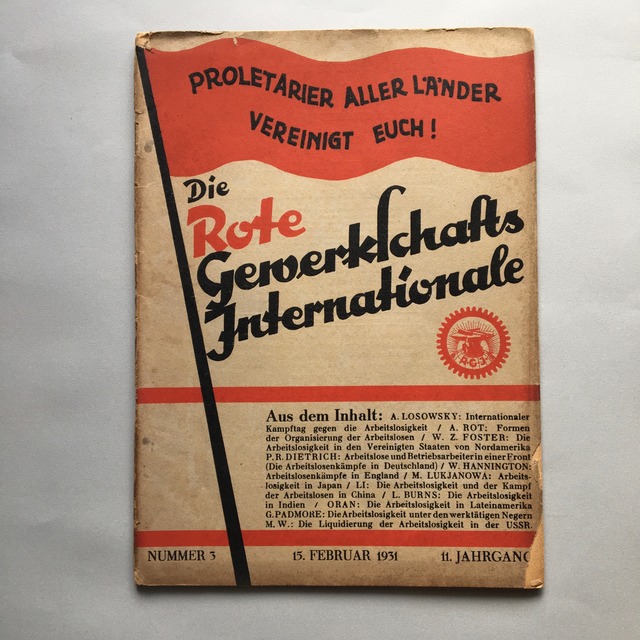 PROLETARIER ALLER LÄNDER
VEREINIGT EUCH!
Die
Rote
Gewerkschafts
Internationale
R·G·I
Aus dem Inhalt: A. LOSOWSKY: Internationaler
Kampftag gegen die Arbeitslosigkeit / A. ROT: Formen
der Organisierung der Arbeitslosen / W. Z. FOSTER: Die
Arbeitslosigkeit in den Vereinigten Staaten von Nordamerika
P. R. DIETRICH: Arbeitslose und Betriebsarbeiter in einer Front
(Die Arbeitslosenkämpfe in Deutschland) / W. HANNINGTON:
Arbeitslosenkämpfe in England / M. LUKJANOWA: Arbeits-
losigkeit in Japan / LI: Die Arbeitslosigkeit und der Kampf
der Arbeitslosen in China / L. BURNS: Die Arbeitslosigkeit
in Indien / ORAN: Die Arbeitslosigkeit in Lateinamerika
G. PADMORE: Die Arbeitslosigkeit unter den werktätigen Negern
M. W.: Die Liquidierung der Arbeitslosigkeit in der USSR.
NUMMER 3 15. FEBRUAR 1931 11. JAHRGANG